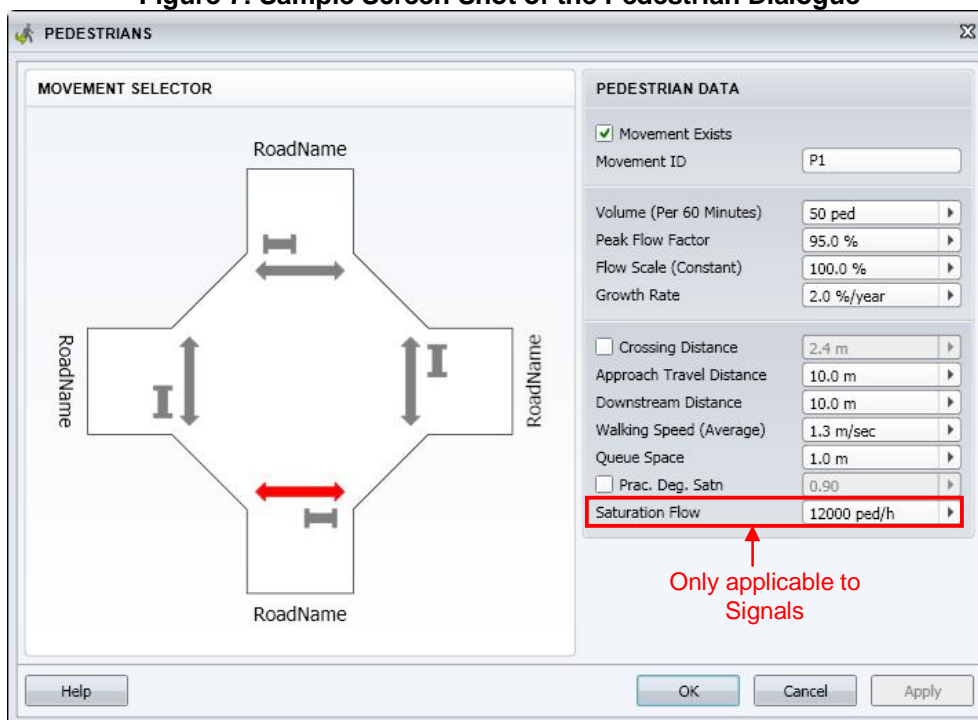 Figure 7: Sample Screen Shot of the Pedestrian Dialogue
PEDESTRIANS
MOVEMENT SELECTOR
RoadName
RoadName
RoadName
RoadName
PEDESTRIAN DATA
Movement Exists
Movement ID P1
Volume (Per 60 Minutes) 50 ped
Peak Flow Factor 95.0 %
Flow Scale (Constant) 100.0 %
Growth Rate 2.0 %/year
Crossing Distance 2.4 m
Approach Travel Distance 10.0 m
Downstream Distance 10.0 m
Walking Speed (Average) 1.3 m/sec
Queue Space 1.0 m
Prac. Deg. Satn 0.90
Saturation Flow 12000 ped/h
Only applicable to
Signals
Help
OK
Cancel
Apply